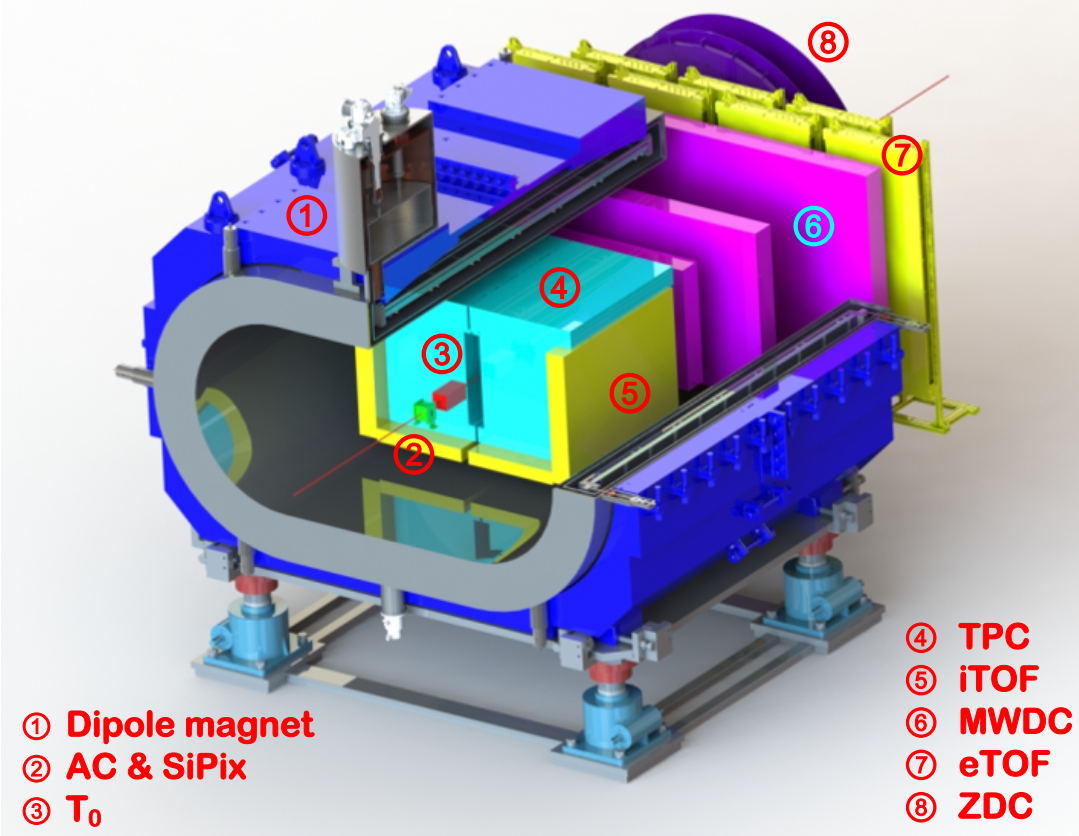 ⑧
⑦
①
⑥
④
③
⑤
②
④ TPC
⑤ iTOF
⑥ MWDC
⑦ eTOF
⑧ ZDC
① Dipole magnet
② AC & SiPix
③ T₀